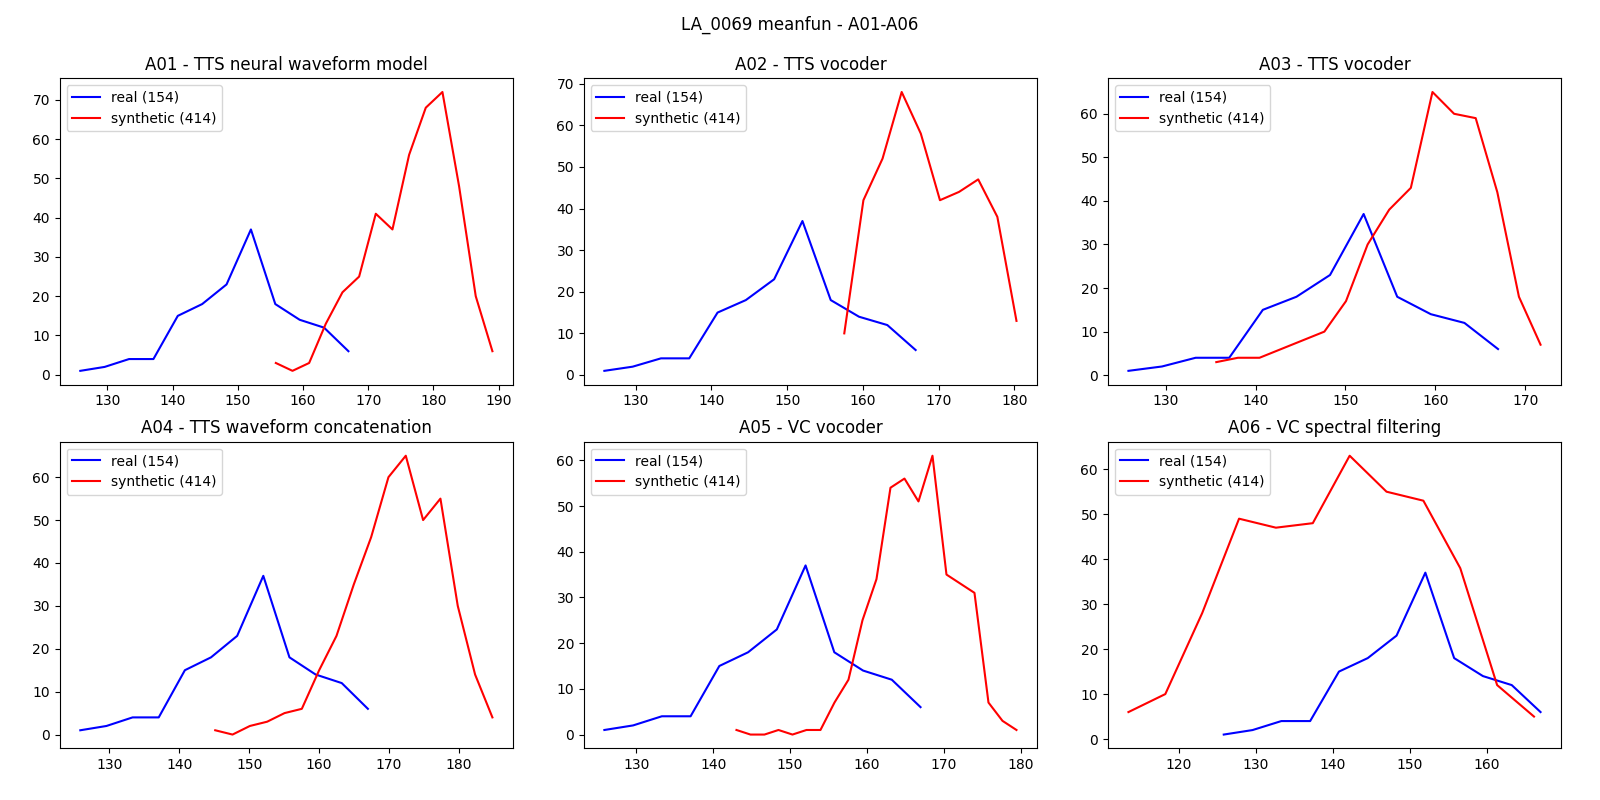 LA_0069 meanfun - A01-A06
A01 - TTS neural waveform model
real (154)
synthetic (414)
70
60
50
40
30
20
10
0
130 140 150 160 170 180 190
A02 - TTS vocoder
real (154)
synthetic (414)
70
60
50
40
30
20
10
0
130 140 150 160 170 180
A03 - TTS vocoder
real (154)
synthetic (414)
60
50
40
30
20
10
0
130 140 150 160 170
A04 - TTS waveform concatenation
real (154)
synthetic (414)
60
50
40
30
20
10
0
130 140 150 160 170 180
A05 - VC vocoder
real (154)
synthetic (414)
60
50
40
30
20
10
0
130 140 150 160 170 180
A06 - VC spectral filtering
real (154)
synthetic (414)
60
50
40
30
20
10
0
120 130 140 150 160